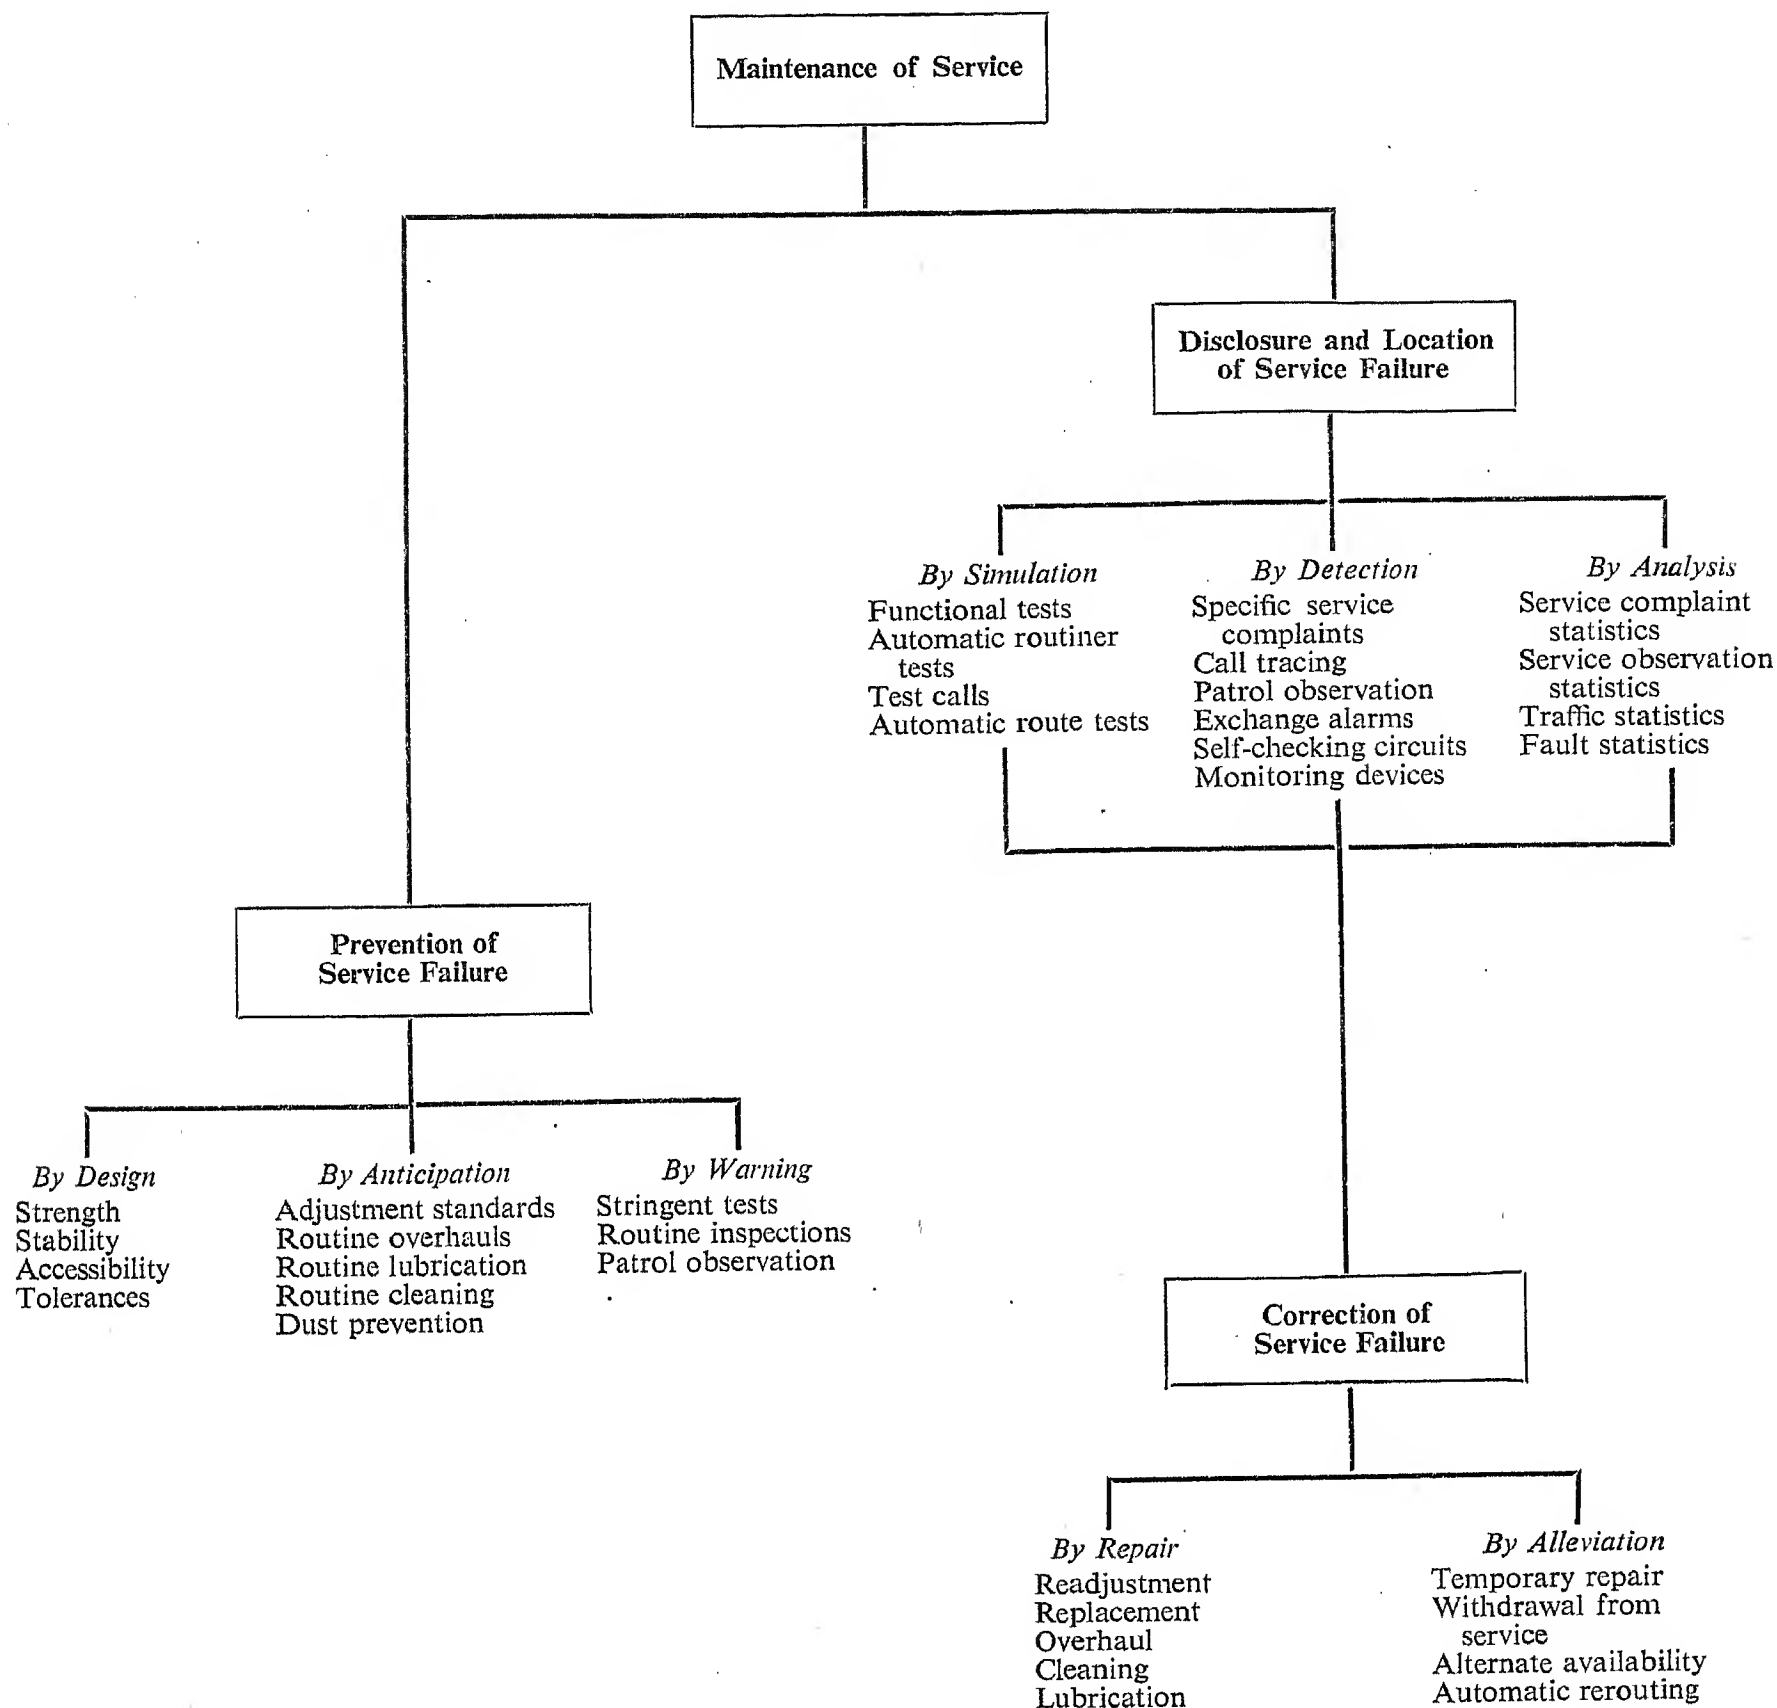 Maintenance of Service
Disclosure and Location
of Service Failure
By Simulation
Functional tests
Automatic routiner
tests
Test calls
Automatic route tests
By Detection
Specific service
complaints
Call tracing
Patrol observation
Exchange alarms
Self-checking circuits
Monitoring devices
By Analysis
Service complaint
statistics
Service observation
statistics
Traffic statistics
Fault statistics
Prevention of
Service Failure
By Design
Strength
Stability
Accessibility
Tolerances
By Anticipation
Adjustment standards
Routine overhauls
Routine lubrication
Routine cleaning
Dust prevention
By Warning
Stringent tests
Routine inspections
Patrol observation
Correction of
Service Failure
By Repair
Readjustment
Replacement
Overhaul
Cleaning
Lubrication
By Alleviation
Temporary repair
Withdrawal from
service
Alternate availability
Automatic rerouting